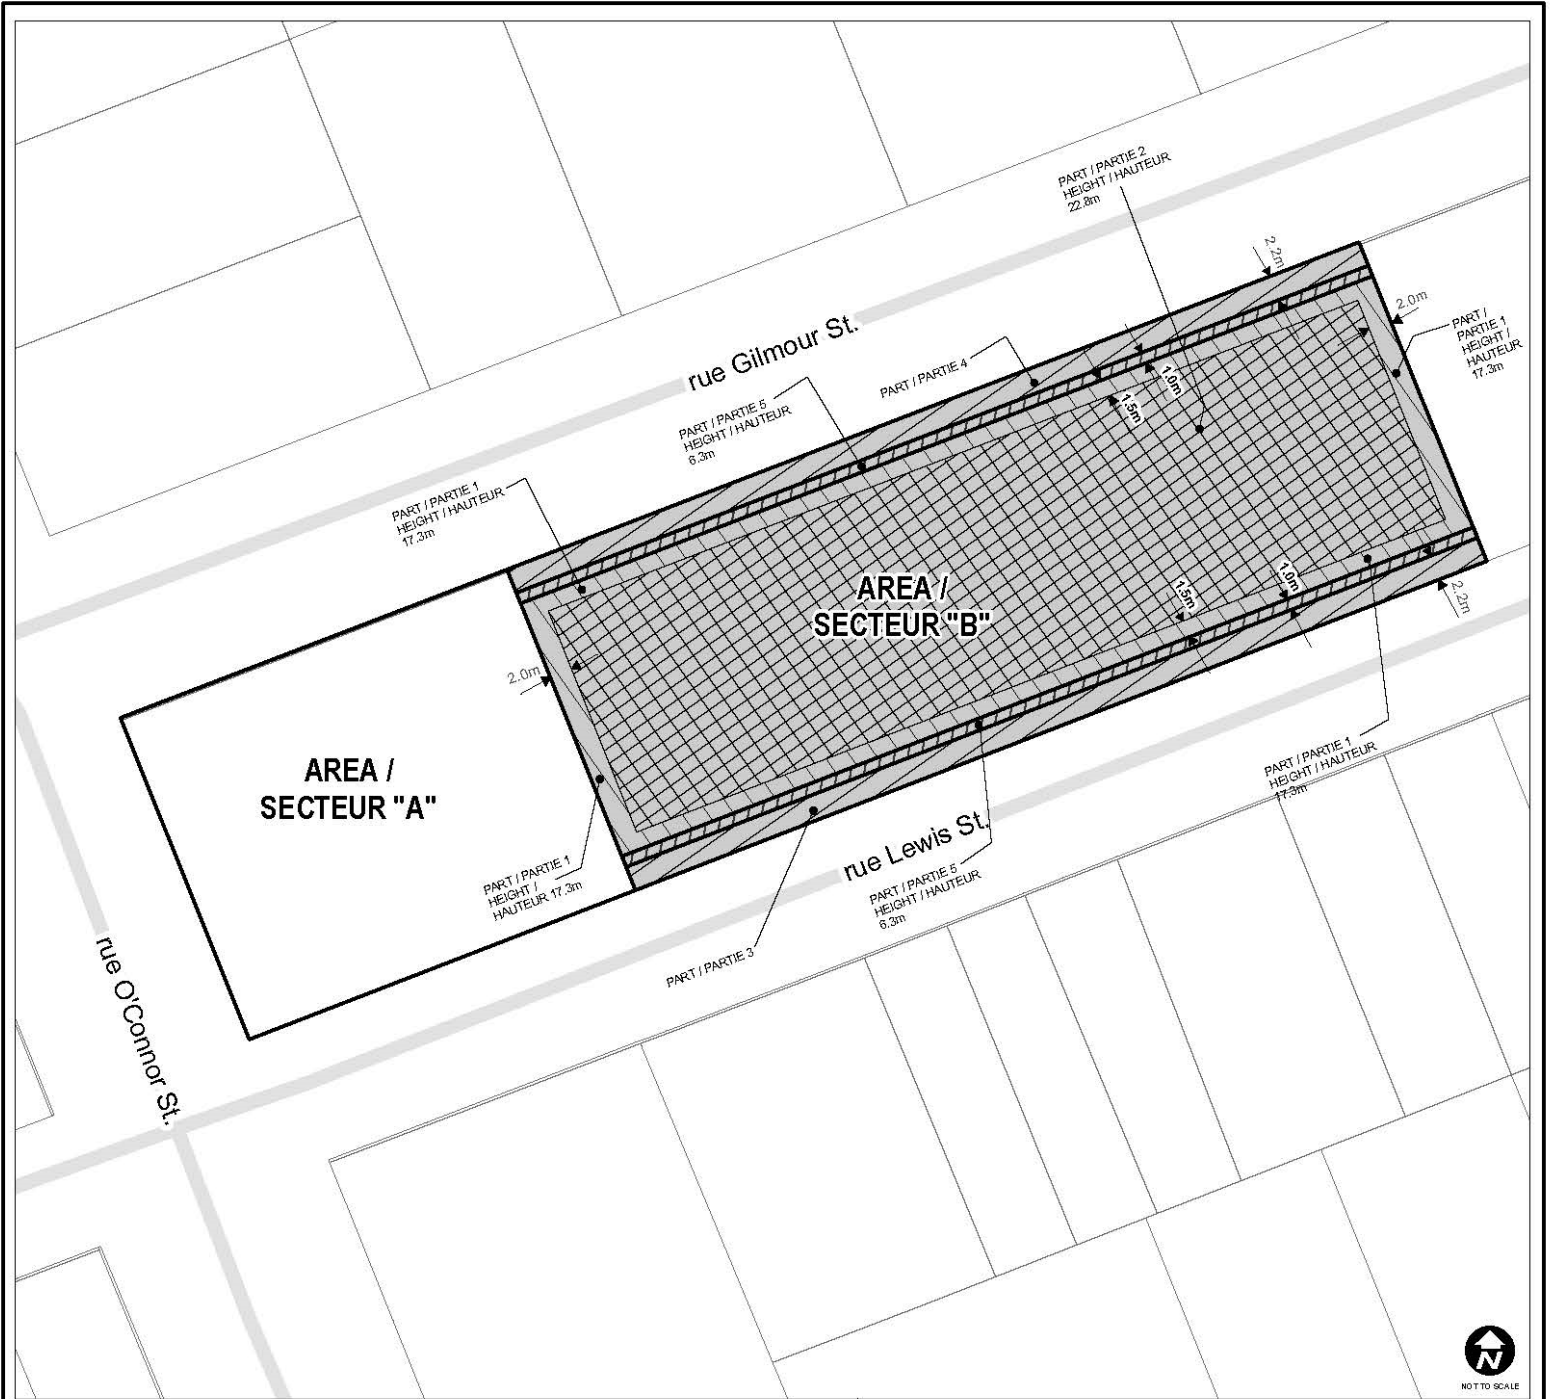 PART / PARTIE 2
HEIGHT / HAUTEUR
22.8m
2.2m
2.0m
PART /
PARTIE 1
HEIGHT /
HAUTEUR
17.3m
rue Gilmour St.
PART / PARTIE 4
1.0m
1.5m
PART / PARTIE 5
HEIGHT / HAUTEUR
6.3m
PART / PARTIE 1
HEIGHT / HAUTEUR
17.3m
AREA /
SECTEUR "B"
1.5m
1.0m
2.2m
2.0m
AREA /
SECTEUR "A"
PART / PARTIE 1
HEIGHT / HAUTEUR
17.3m
PART / PARTIE 1
HEIGHT /
HAUTEUR 17.3m
rue Lewis St.
PART / PARTIE 5
HEIGHT / HAUTEUR
6.3m
PART / PARTIE 3
rue O'Connor St.
N
NOT TO SCALE